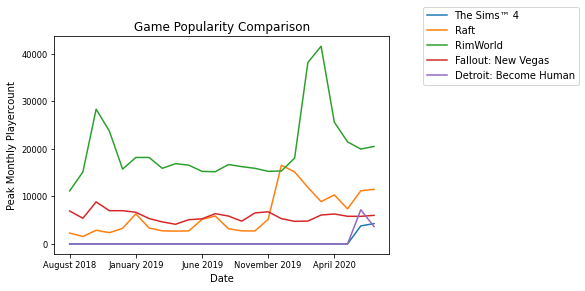 Game Popularity Comparison
The Sims™ 4
Raft
RimWorld
Fallout: New Vegas
Detroit: Become Human
Peak Monthly Playercount
40000
30000
20000
10000
0
August 2018
January 2019
June 2019
November 2019
April 2020
Date